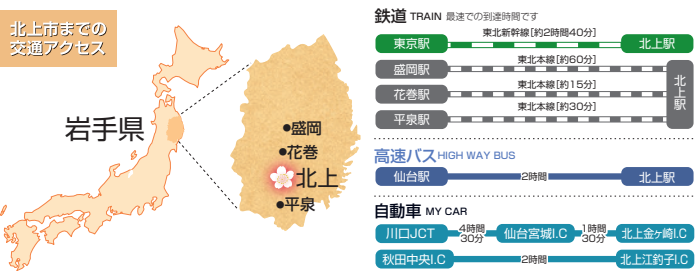 北上市までの
交通アクセス
岩手県
●盛岡
●花巻
北上
●平泉
鉄道 TRAIN 最速での到達時間です
東京駅 東北新幹線[約2時間40分] 北上駅
盛岡駅 東北本線[約60分]
花巻駅 東北本線[約15分]
平泉駅 東北本線[約30分]
北上駅
高速バス HIGH WAY BUS
仙台駅 2時間 北上駅
自動車 MY CAR
川口JCT 4時間30分 仙台宮城I.C 1時間30分 北上金ヶ崎I.C
秋田中央I.C 2時間 北上江釣子I.C